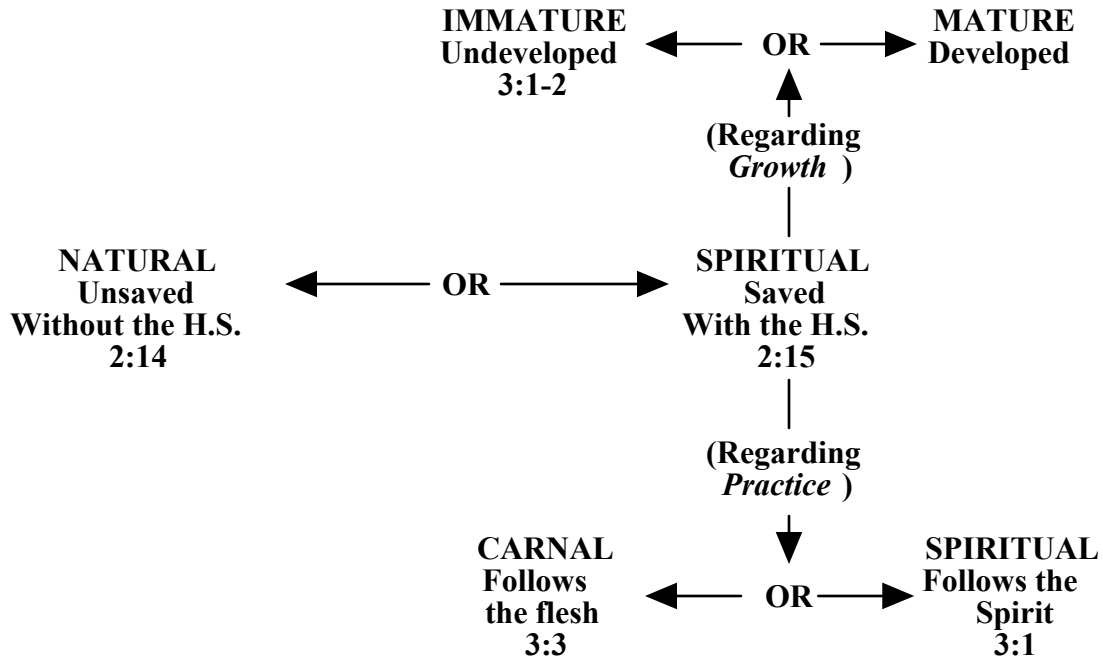 IMMATURE
Undeveloped
3:1-2
OR
MATURE
Developed
(Regarding
Growth )
NATURAL
Unsaved
Without the H.S.
2:14
OR
SPIRITUAL
Saved
With the H.S.
2:15
(Regarding
Practice )
CARNAL
Follows
the flesh
3:3
OR
SPIRITUAL
Follows the
Spirit
3:1